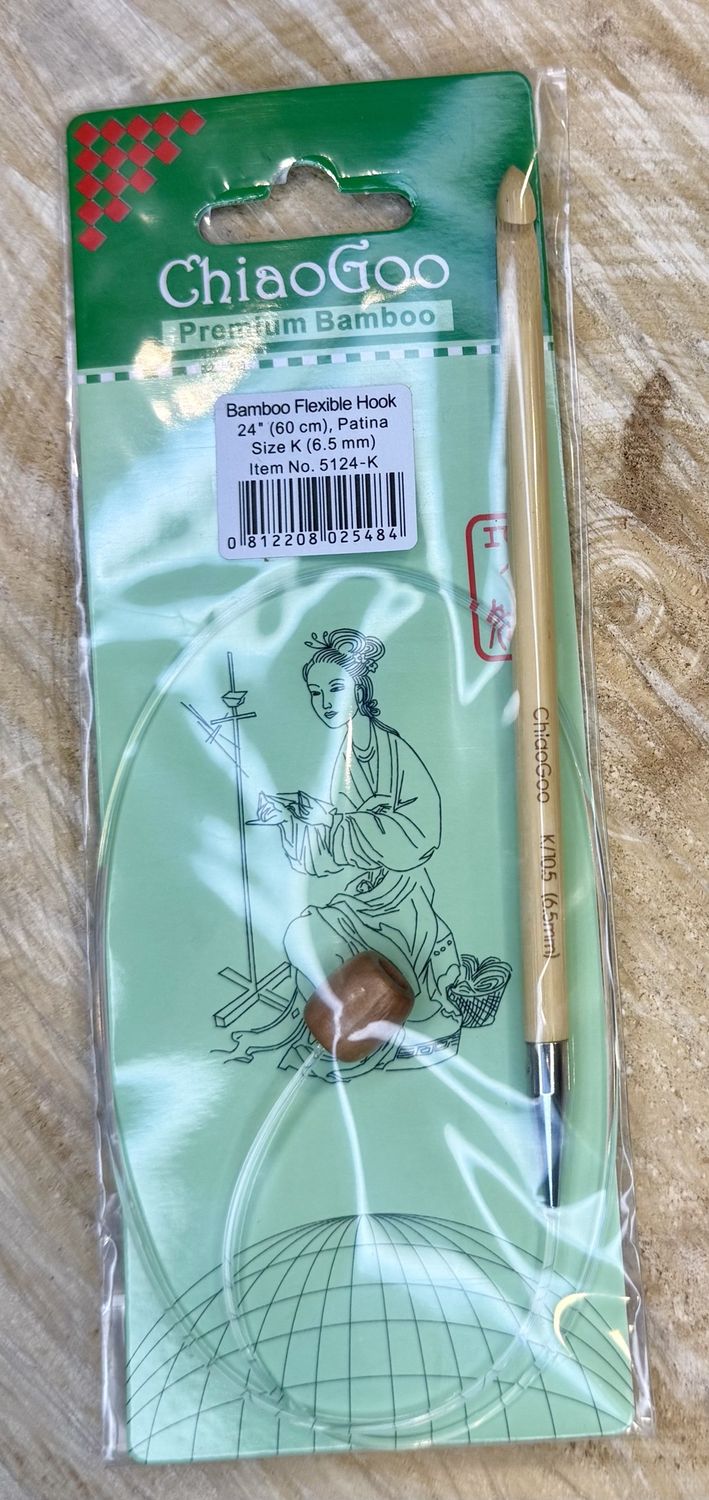 ChiaoGoo
Premium Bamboo
Bamboo Flexible Hook
24" (60 cm), Patina
Size K (6.5 mm)
Item No. 5124-K
0 812208 025484
ChiaoGoo K/10.5 (6.5mm)